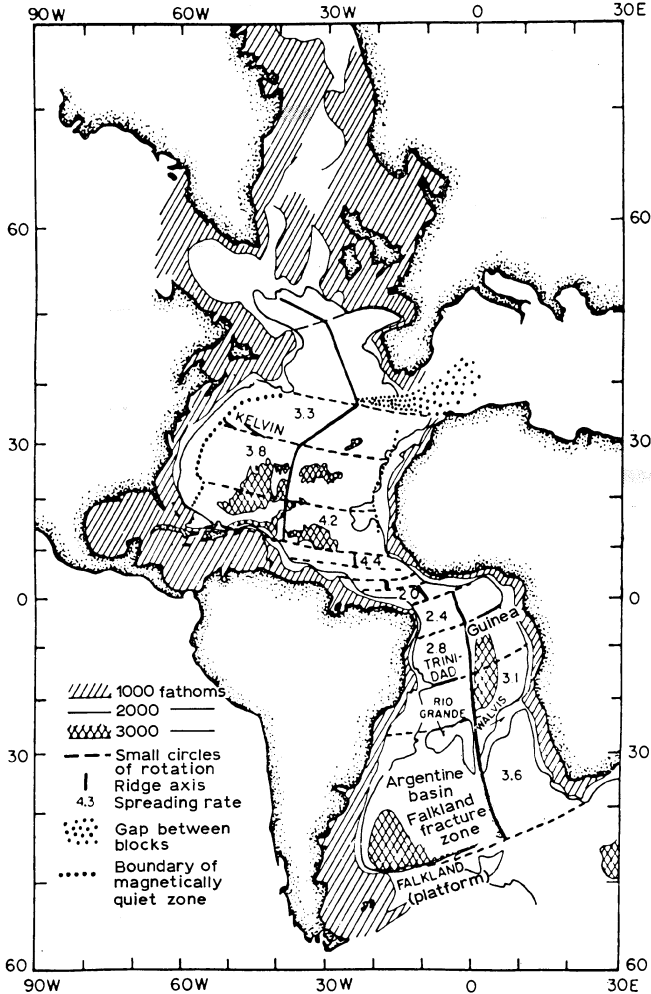 90W 60W 30W 0 30E
60 60
3.3
KELVIN
30 30
3.8
4.2
4.4
2.0
0 0
2.4
Guinea
2.8
TRINI-
DAD
3.1
1000 fathoms
RIO
GRANDE
WALVIS
2000
3000
30 30
Small circles
of rotation
Ridge axis
4.3 Spreading rate
3.6
Argentine
basin
Falkland
fracture
zone
Gap between
blocks
Boundary of
magnetically
quiet zone
FALKLAND
(platform)
60 60
90W 60W 30W 0 30E